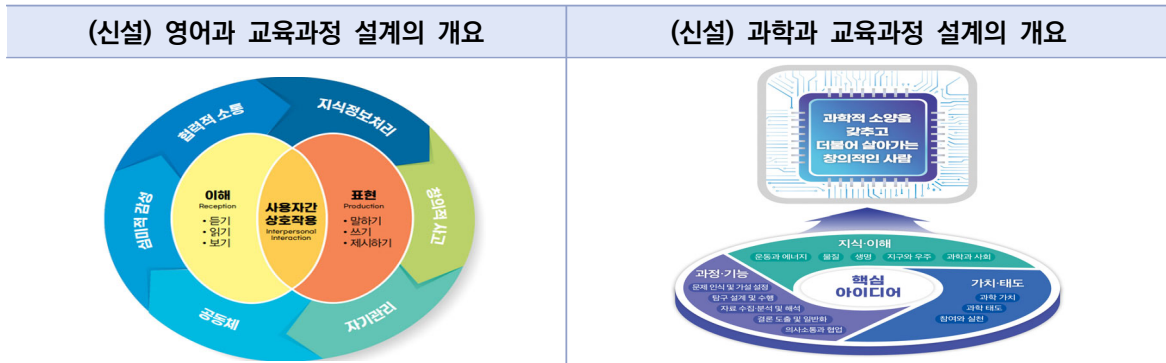 (신설) 영어과 교육과정 설계의 개요
협력적 소통
지식정보처리
심미적 감성
창의적 사고
공동체
자기관리
이해
Reception
• 듣기
• 읽기
• 보기
사용자간
상호작용
Interpersonal
Interaction
표현
Production
• 말하기
• 쓰기
• 제시하기
(신설) 과학과 교육과정 설계의 개요
과학적 소양을
갖추고
더불어 살아가는
창의적인 사람
지식·이해
운동과 에너지 물질 생명 지구와 우주 과학과 사회
과정·기능
문제 인식 및 가설 설정
탐구 설계 및 수행
자료 수집·분석 및 해석
결론 도출 및 일반화
의사소통과 협업
핵심
아이디어
가치·태도
과학 가치
과학 태도
참여와 실천